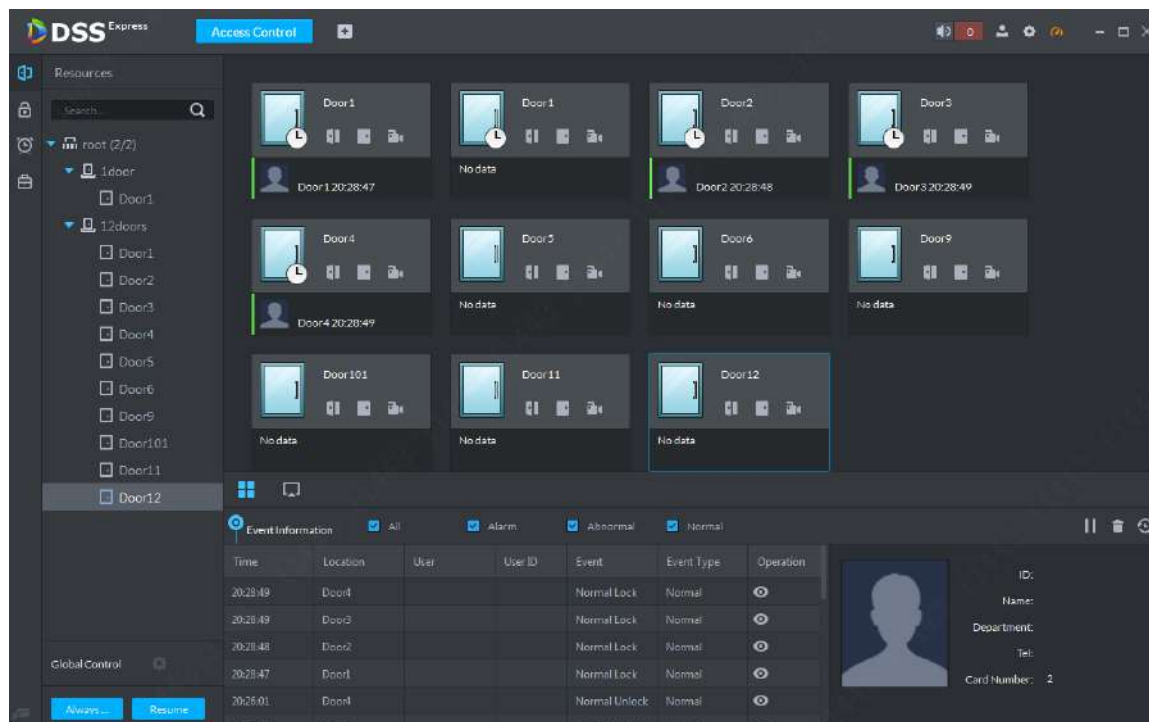 DSS Express
Access Control
0
Resources
Search...
root (2/2)
1door
Door1
12doors
Door1
Door2
Door3
Door4
Door5
Door6
Door9
Door101
Door11
Door12
Global Control
Always...
Resume
Door1
Door1 20:28:47
Door1
No data
Door2
Door2 20:28:48
Door3
Door3 20:28:49
Door4
Door4 20:28:49
Door5
No data
Door6
No data
Door9
No data
Door101
No data
Door11
No data
Door12
No data
Event Information All Alarm Abnormal Normal
Time Location User User ID Event Event Type Operation
20:28:49 Door4 Normal Lock Normal
20:28:49 Door3 Normal Lock Normal
20:28:48 Door2 Normal Lock Normal
20:28:47 Door1 Normal Lock Normal
20:26:01 Door4 Normal Unlock Normal
ID:
Name:
Department:
Tel:
Card Number: 2